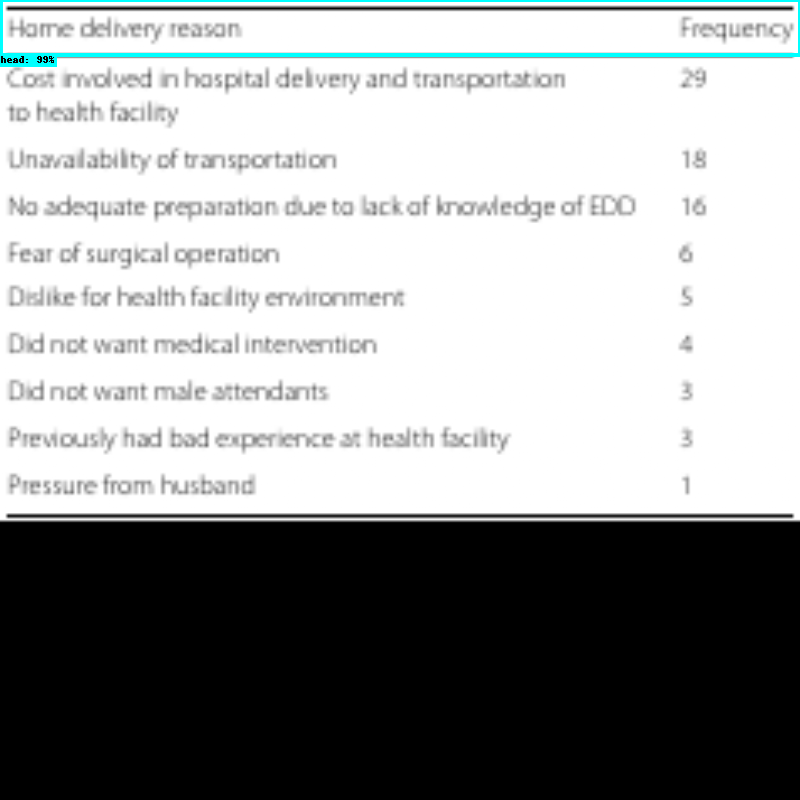 Home delivery reason Frequency
head: 99%
Cost involved in hospital delivery and transportation 29
to health facility
Unavailability of transportation 18
No adequate preparation due to lack of knowledge of EDD 16
Fear of surgical operation 6
Dislike for health facility environment 5
Did not want medical intervention 4
Did not want male attendants 3
Previously had bad experience at health facility 3
Pressure from husband 1